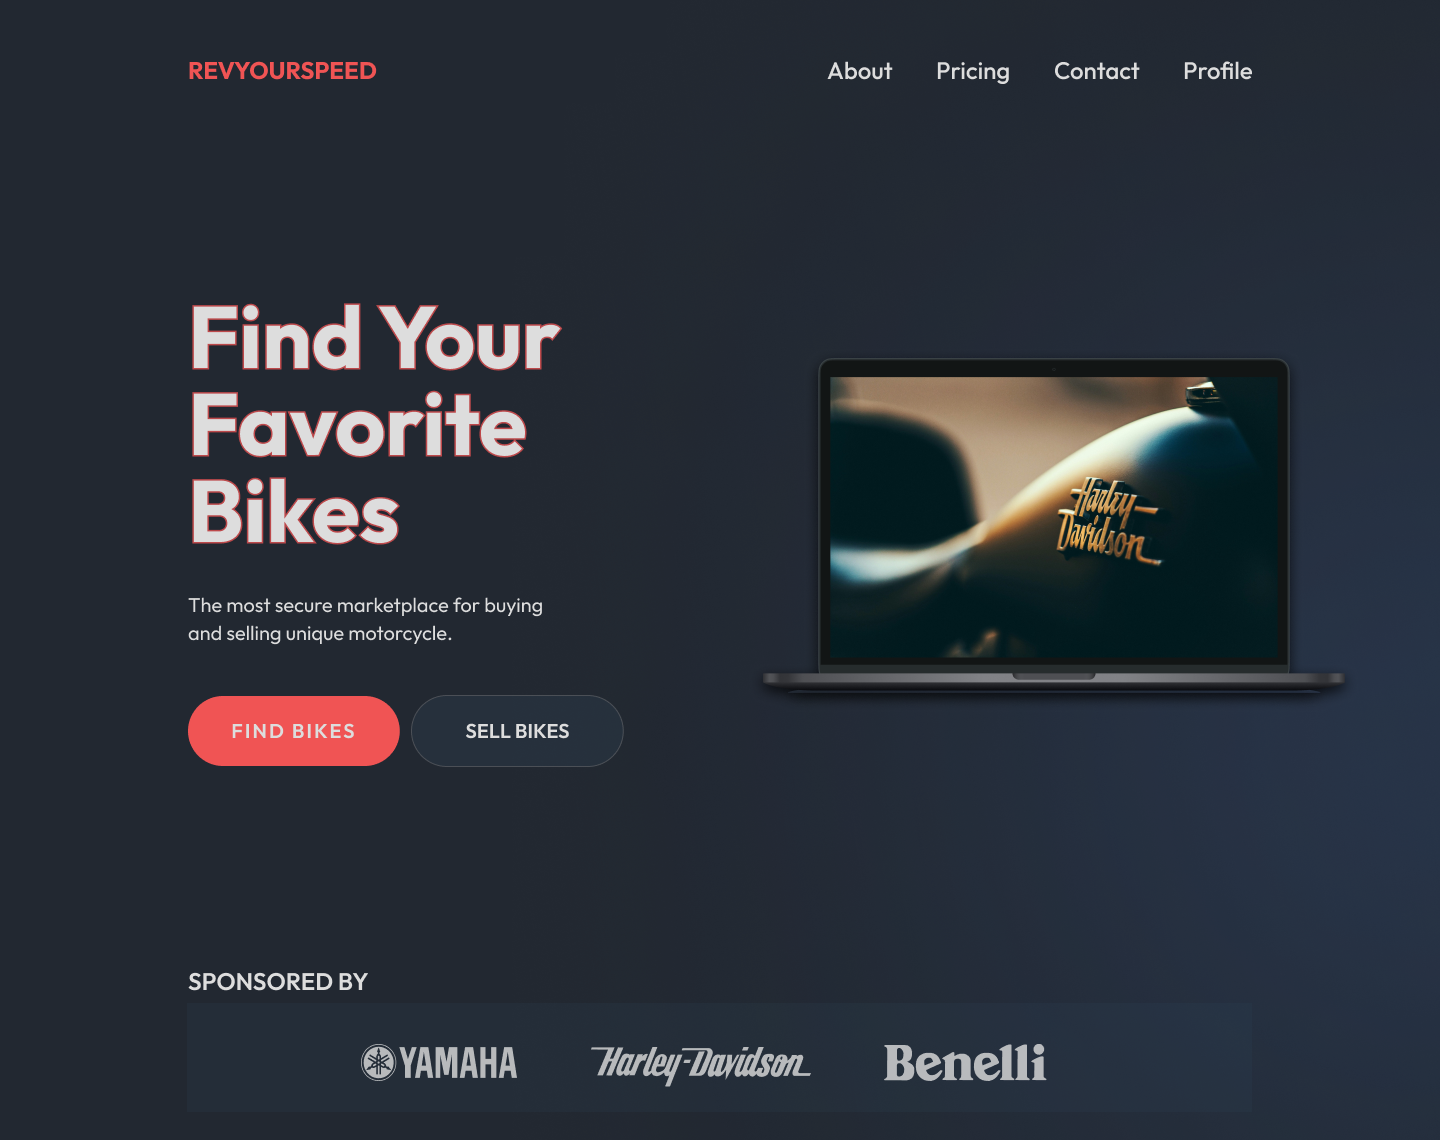 REVYOURSPEED
About Pricing Contact Profile
Find Your
Favorite
Bikes
The most secure marketplace for buying
and selling unique motorcycle.
FIND BIKES
SELL BIKES
Harley-
Davidson
SPONSORED BY
YAMAHA
Harley-Davidson
Benelli